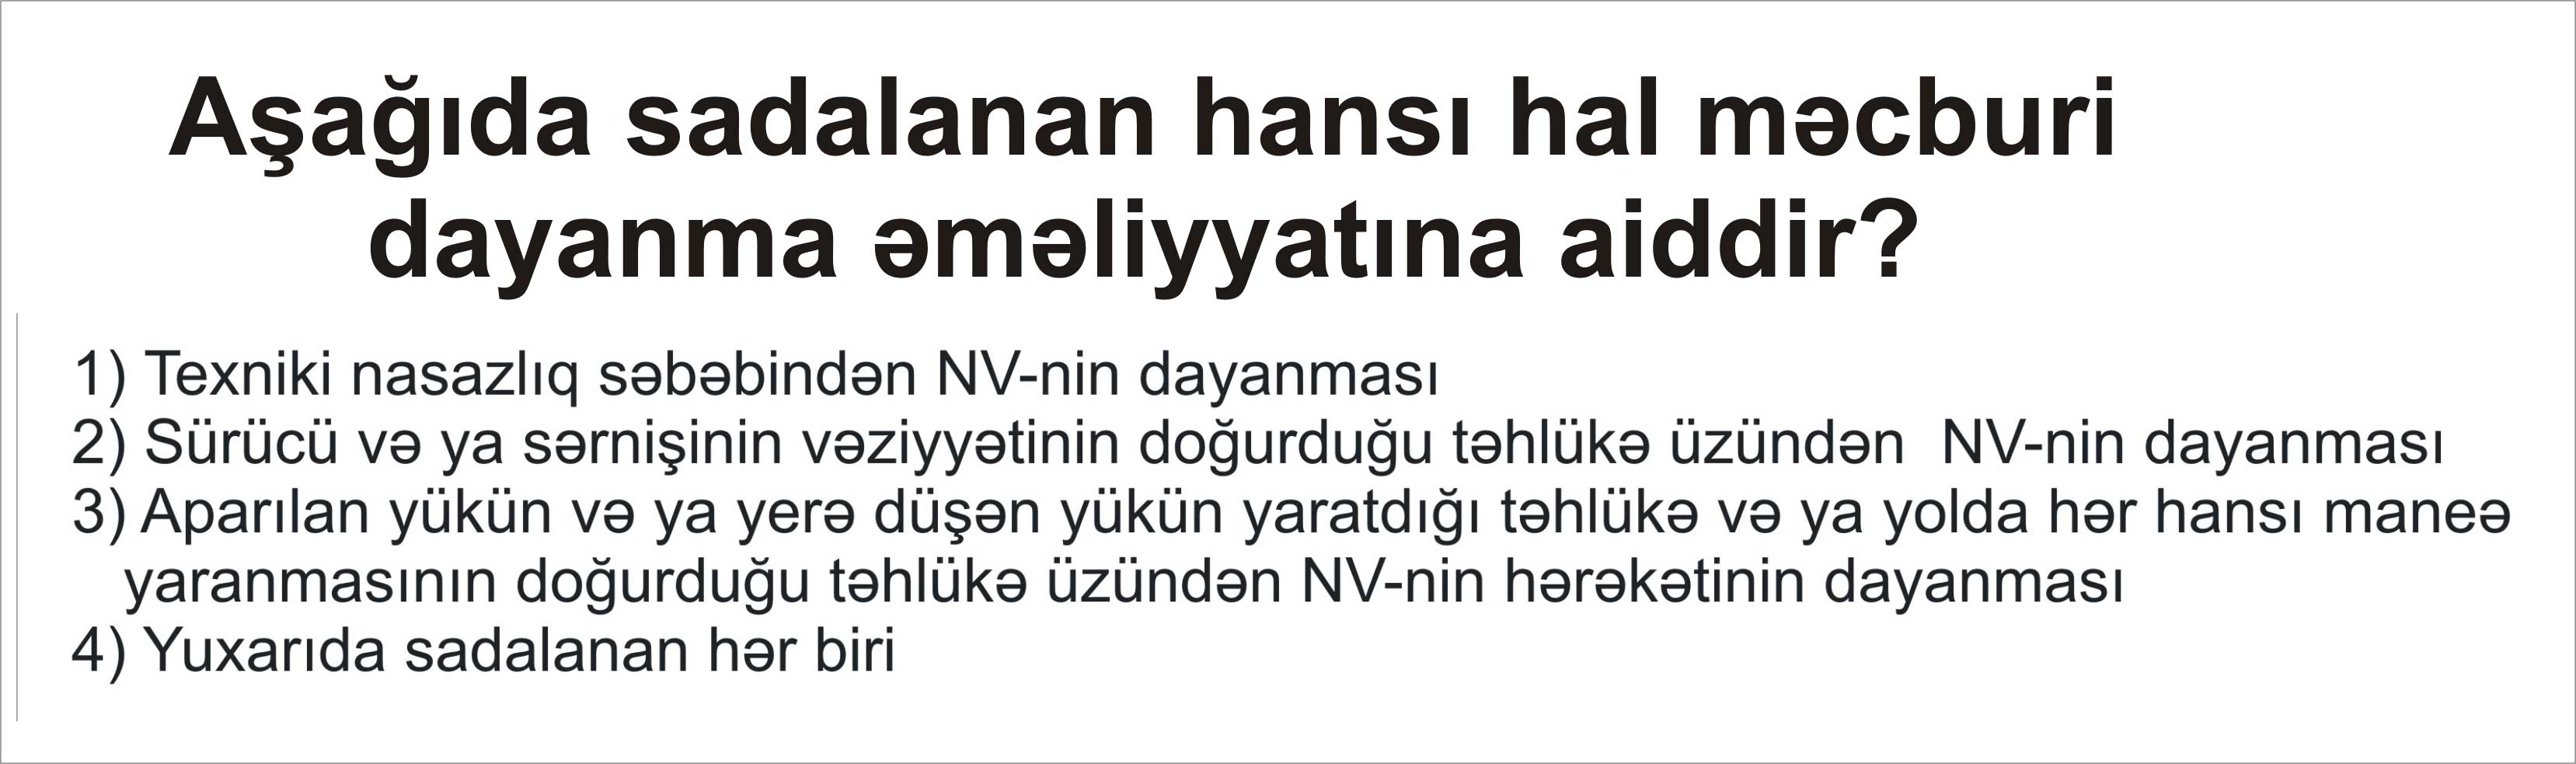 Aşağıda sadalanan hansı hal məcburi
dayanma əməliyyatına aiddir?
1) Texniki nasazlıq səbəbindən NV-nin dayanması
2) Sürücü və ya sərnişinin vəziyyətinin doğurduğu təhlükə üzündən NV-nin dayanması
3) Aparılan yükün və ya yerə düşən yükün yaratdığı təhlükə və ya yolda hər hansı maneə
yaranmasının doğurduğu təhlükə üzündən NV-nin hərəkətinin dayanması
4) Yuxarıda sadalanan hər biri